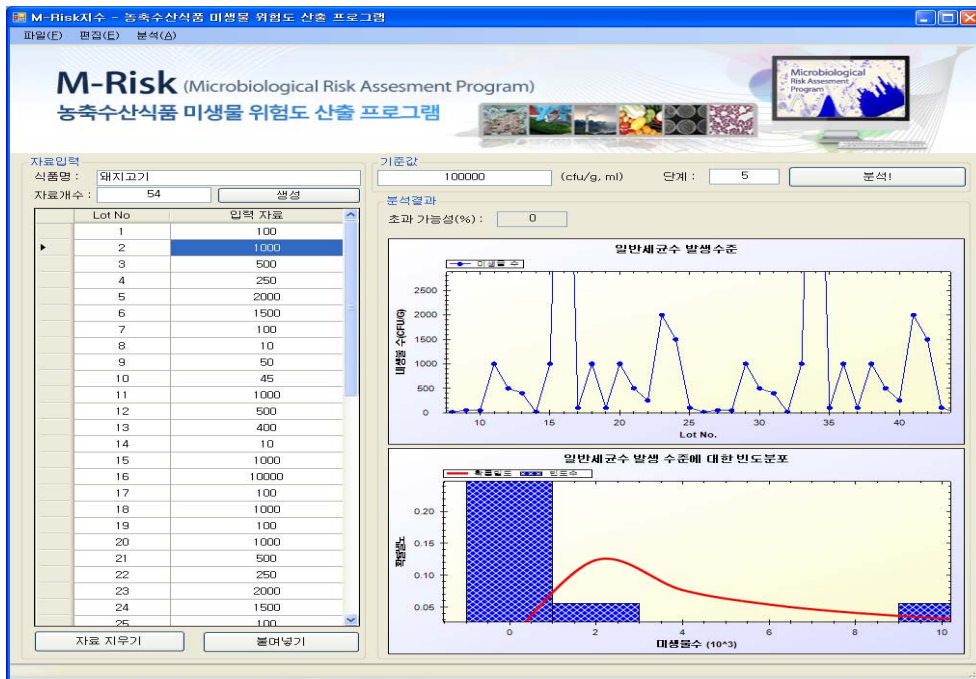 M-Risk지수 - 농축수산식품 미생물 위험도 산출 프로그램
파일(F) 편집(E) 분석(A)
M-Risk (Microbiological Risk Assesment Program)
농축수산식품 미생물 위험도 산출 프로그램
Microbiological
Risk Assesment
Program
자료입력
식품명 : 돼지고기
자료개수 : 54 생성
Lot No 입력 자료
1 100
2 1000
3 500
4 250
5 2000
6 1500
7 100
8 10
9 50
10 45
11 1000
12 500
13 400
14 10
15 1000
16 10000
17 100
18 1000
19 100
20 1000
21 500
22 250
23 2000
24 1500
25 100
자료 지우기 붙여넣기
기준값
100000 (cfu/g, ml) 단계 : 5 분석!
분석결과
초과 가능성(%) : 0
일반세균수 발생수준
미생물 수
미생물 수(CFU/G)
2500
2000
1500
1000
500
0
10 15 20 25 30 35 40
Lot No.
일반세균수 발생 수준에 대한 빈도분포
확률밀도 빈도수
확률밀도
0.20
0.15
0.10
0.05
0 2 4 6 8 10
미생물수 (10^3)